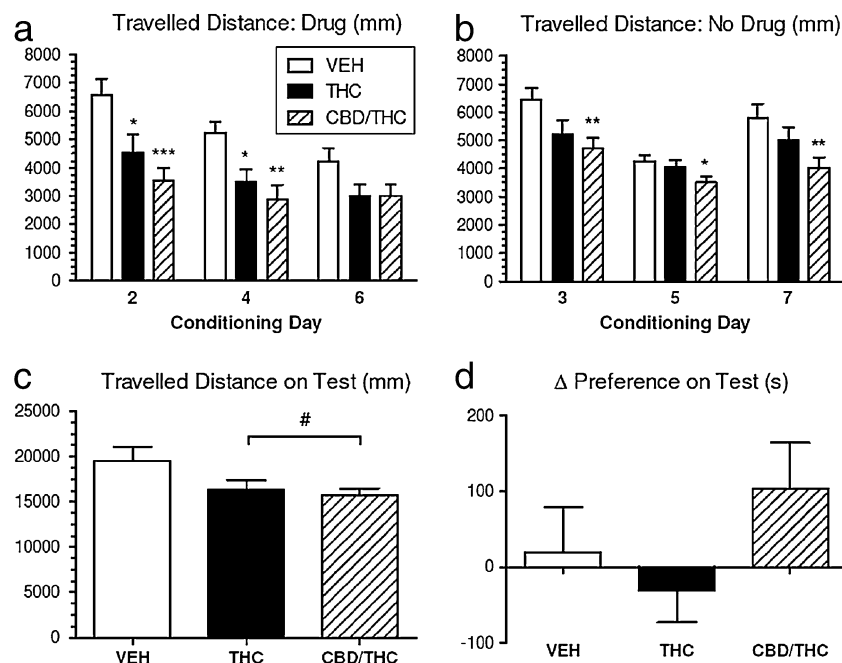 a
Travelled Distance: Drug (mm)
8000
7000
6000
5000
4000
3000
2000
1000
0
VEH
THC
CBD/THC
*
***
*
**
2
4
6
Conditioning Day
b
Travelled Distance: No Drug (mm)
8000
7000
6000
5000
4000
3000
2000
1000
0
**
*
**
3
5
7
Conditioning Day
c
Travelled Distance on Test (mm)
25000
20000
15000
10000
5000
0
#
VEH
THC
CBD/THC
d
Δ Preference on Test (s)
200
100
0
-100
VEH
THC
CBD/THC